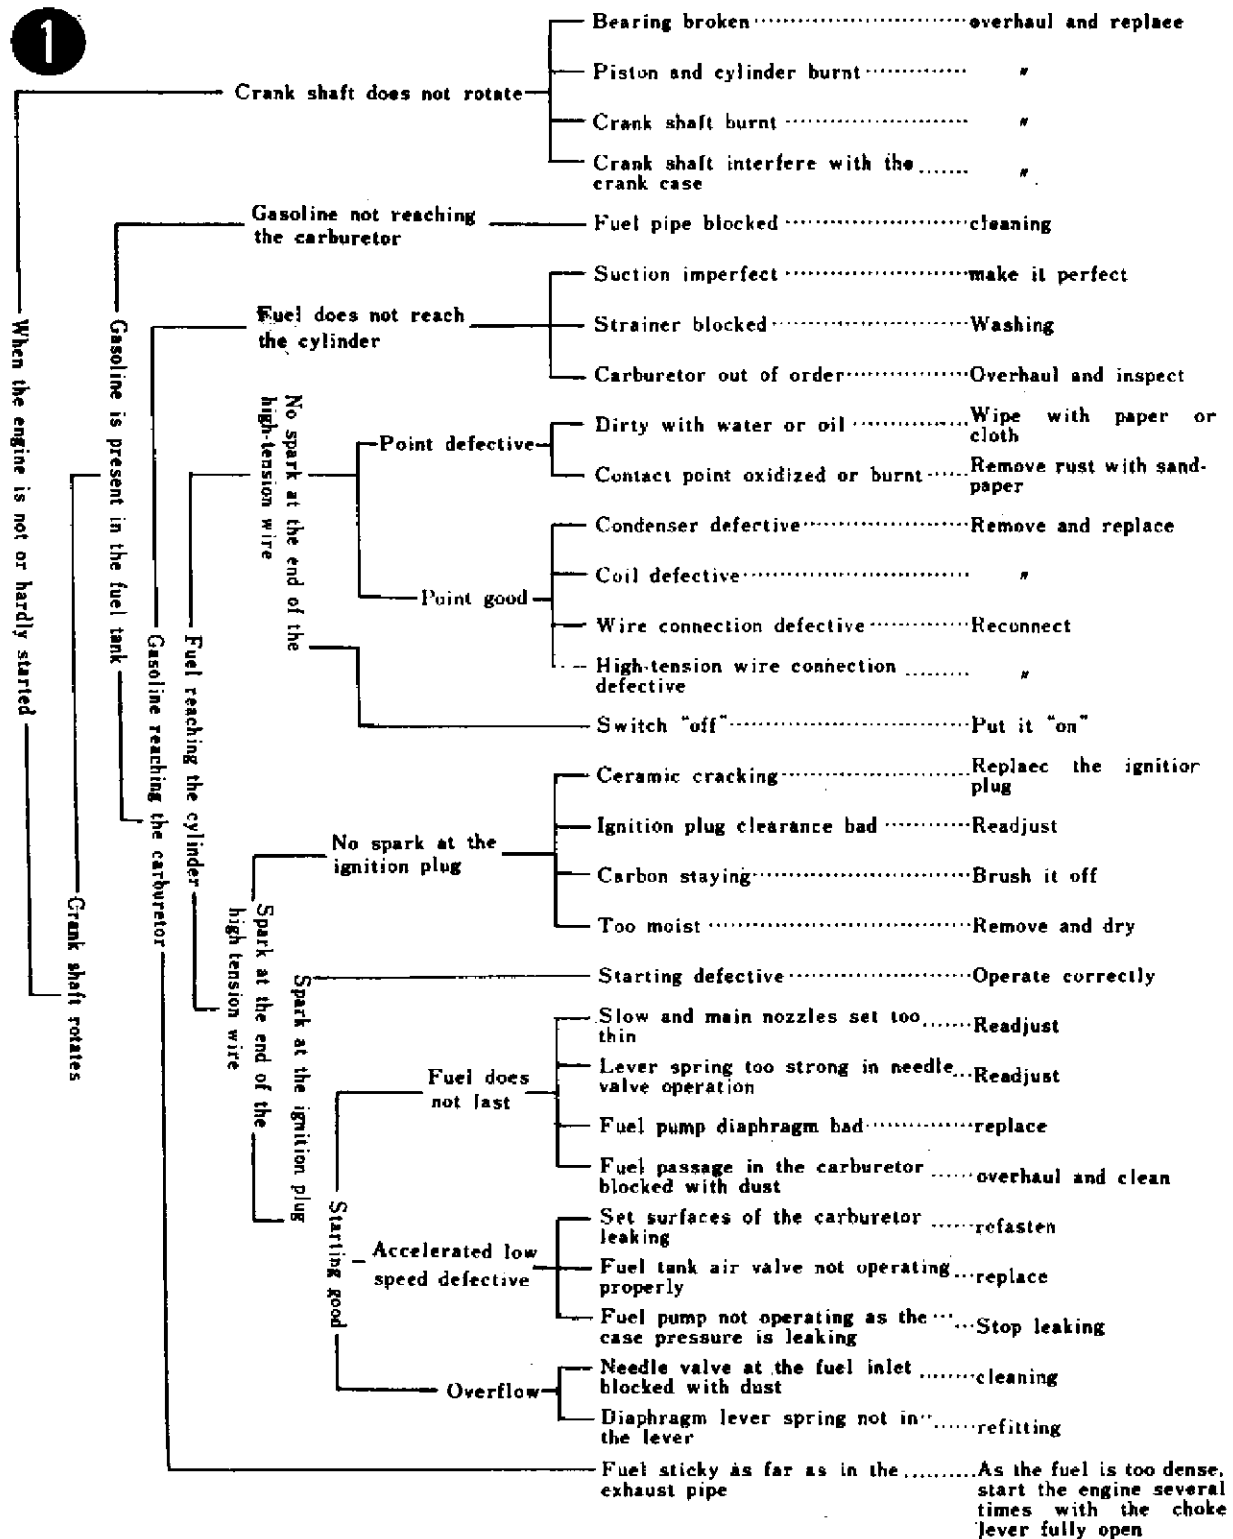 1
Bearing broken ............ overhaul and replace
Piston and cylinder burnt ............ "
Crank shaft does not rotate
Crank shaft burnt ............ "
Crank shaft interfere with the ....... "
crank case
Gasoline not reaching
the carburetor
Fuel pipe blocked ............ cleaning
Suction imperfect ............ make it perfect
Fuel does not reach
the cylinder
Strainer blocked ............ Washing
Carburetor out of order ............ Overhaul and inspect
When the engine is not or hardly started
Gasoline is present in the fuel tank
Gasoline reaching the carburetor
Fuel reaching the cylinder
No spark at the end of the
high-tension wire
Crank shaft rotates
Point defective
Dirty with water or oil ............ Wipe with paper or
cloth
Contact point oxidized or burnt ..... Remove rust with sand-
paper
Condenser defective ............ Remove and replace
Coil defective ............ "
Point good
Wire connection defective ............ Reconnect
High-tension wire connection ........ "
defective
Switch "off" ............ Put it "on"
Ceramic cracking ............ Replaec the ignitior
plug
No spark at the
ignition plug
Ignition plug clearance bad .......... Readjust
Carbon staying ............ Brush it off
Too moist ............ Remove and dry
Spark at the end of the
high tension wire
Spark at the ignition plug
Starting good
Starting defective ............ Operate correctly
Slow and main nozzles set too ....... Readjust
thin
Fuel does
not last
Lever spring too strong in needle ... Readjust
valve operation
Fuel pump diaphragm bad ............ replace
Fuel passage in the carburetor ...... overhaul and clean
blocked with dust
Set surfaces of the carburetor ...... refasten
leaking
Accelerated low
speed defective
Fuel tank air valve not operating ... replace
properly
Fuel pump not operating as the ...... Stop leaking
case pressure is leaking
Overflow
Needle valve at the fuel inlet ........ cleaning
blocked with dust
Diaphragm lever spring not in ....... refitting
the lever
Fuel sticky as far as in the .......... As the fuel is too dense,
exhaust pipe
start the engine several
times with the choke
lever fully open